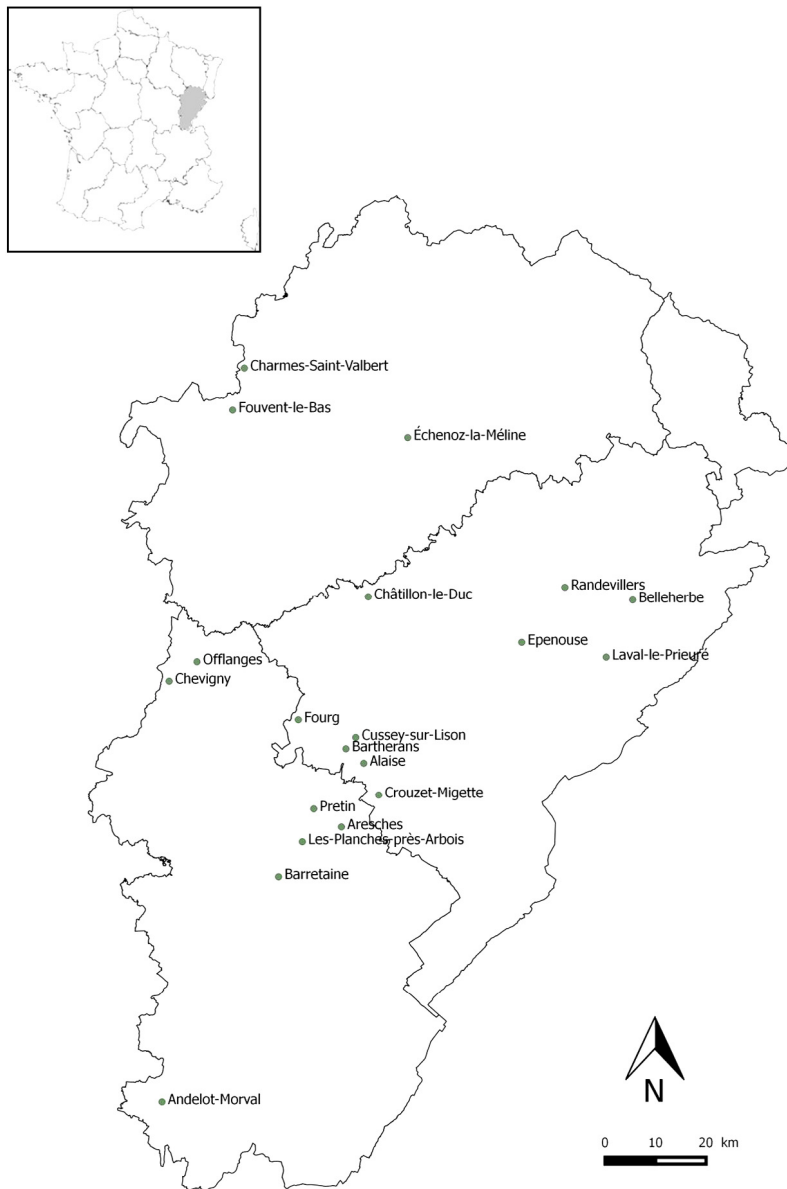 Charmes-Saint-Valbert
Fouvent-le-Bas
Échenoz-la-Méline
Châtillon-le-Duc
Randevillers
Belleherbe
Epenouse
Laval-le-Prieuré
Offlanges
Chevigny
Fourg
Cussey-sur-Lison
Bartherans
Alaise
Crouzet-Migette
Pretin
Aresches
Les-Planches-près-Arbois
Barretaine
Andelot-Morval
N
0 10 20 km